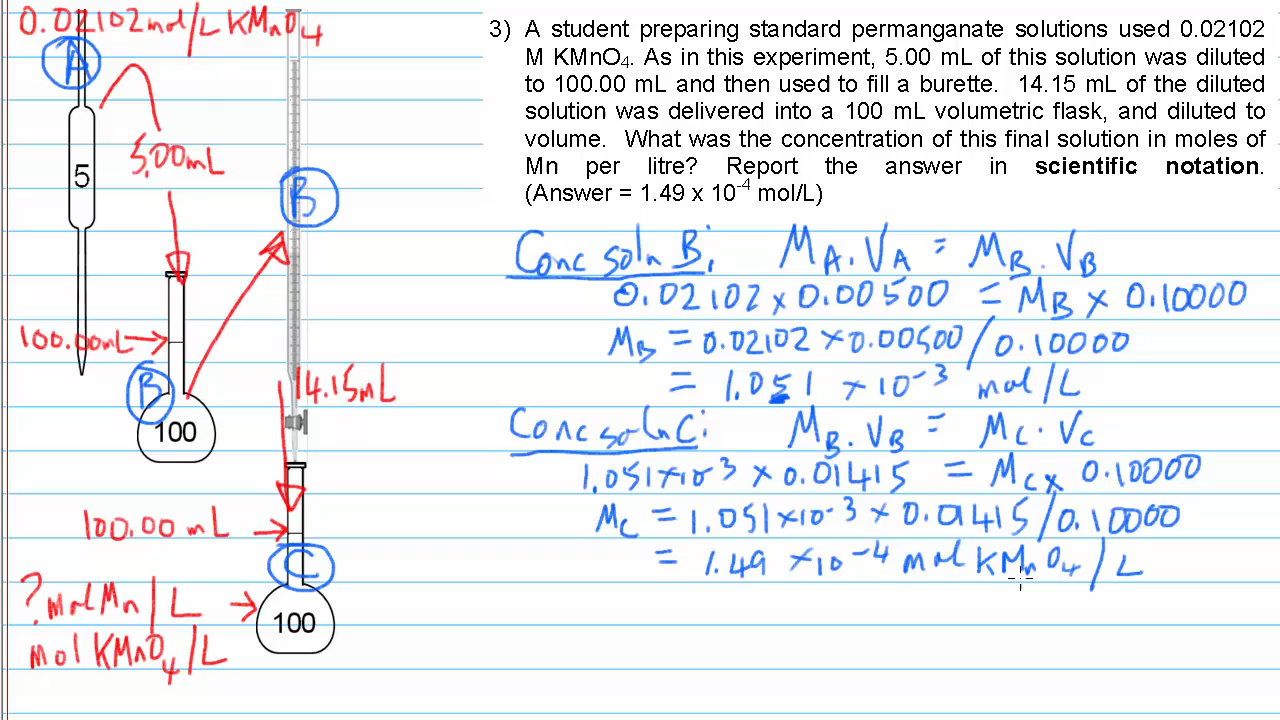 0.02102 mol/L KMnO4
A
5.00mL
5
100.00mL
B
100
B
14.15mL
100.00 mL
C
100
? mol Mn/L
mol KMnO4/L
3) A student preparing standard permanganate solutions used 0.02102
M KMnO4. As in this experiment, 5.00 mL of this solution was diluted
to 100.00 mL and then used to fill a burette. 14.15 mL of the diluted
solution was delivered into a 100 mL volumetric flask, and diluted to
volume. What was the concentration of this final solution in moles of
Mn per litre? Report the answer in scientific notation.
(Answer = 1.49 x 10-4 mol/L)
Conc soln B: MA.VA = MB.VB
0.02102 x 0.00500 = MB x 0.10000
MB = 0.02102 x 0.00500/0.10000
= 1.051 x 10-3 mol/L
Conc soln C: MB.VB = MC.VC
1.051x10-3 x 0.01415 = MC x 0.10000
MC = 1.051x10-3 x 0.01415/0.10000
= 1.49 x10-4 mol KMnO4/L